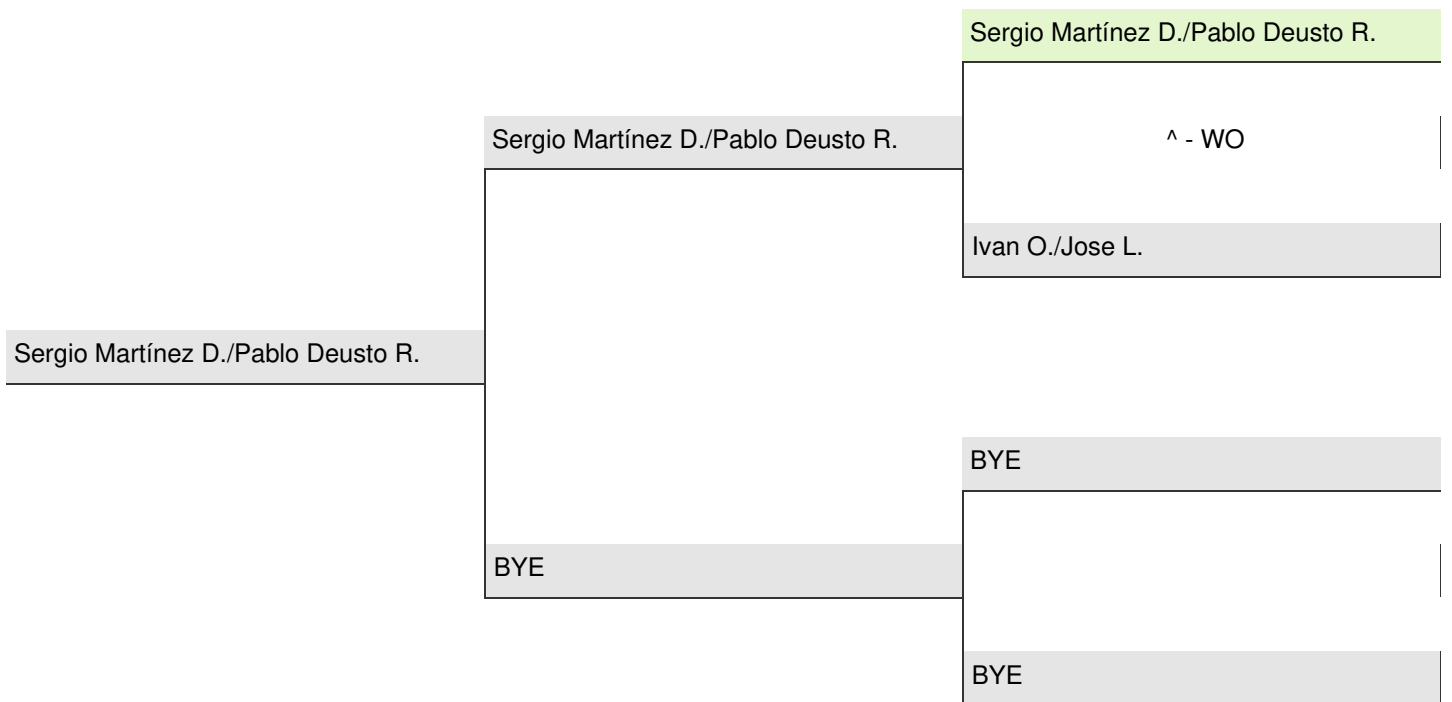 Sergio Martínez D./Pablo Deusto R.
Sergio Martínez D./Pablo Deusto R.
^ - WO
Ivan O./Jose L.
Sergio Martínez D./Pablo Deusto R.
BYE
BYE
BYE